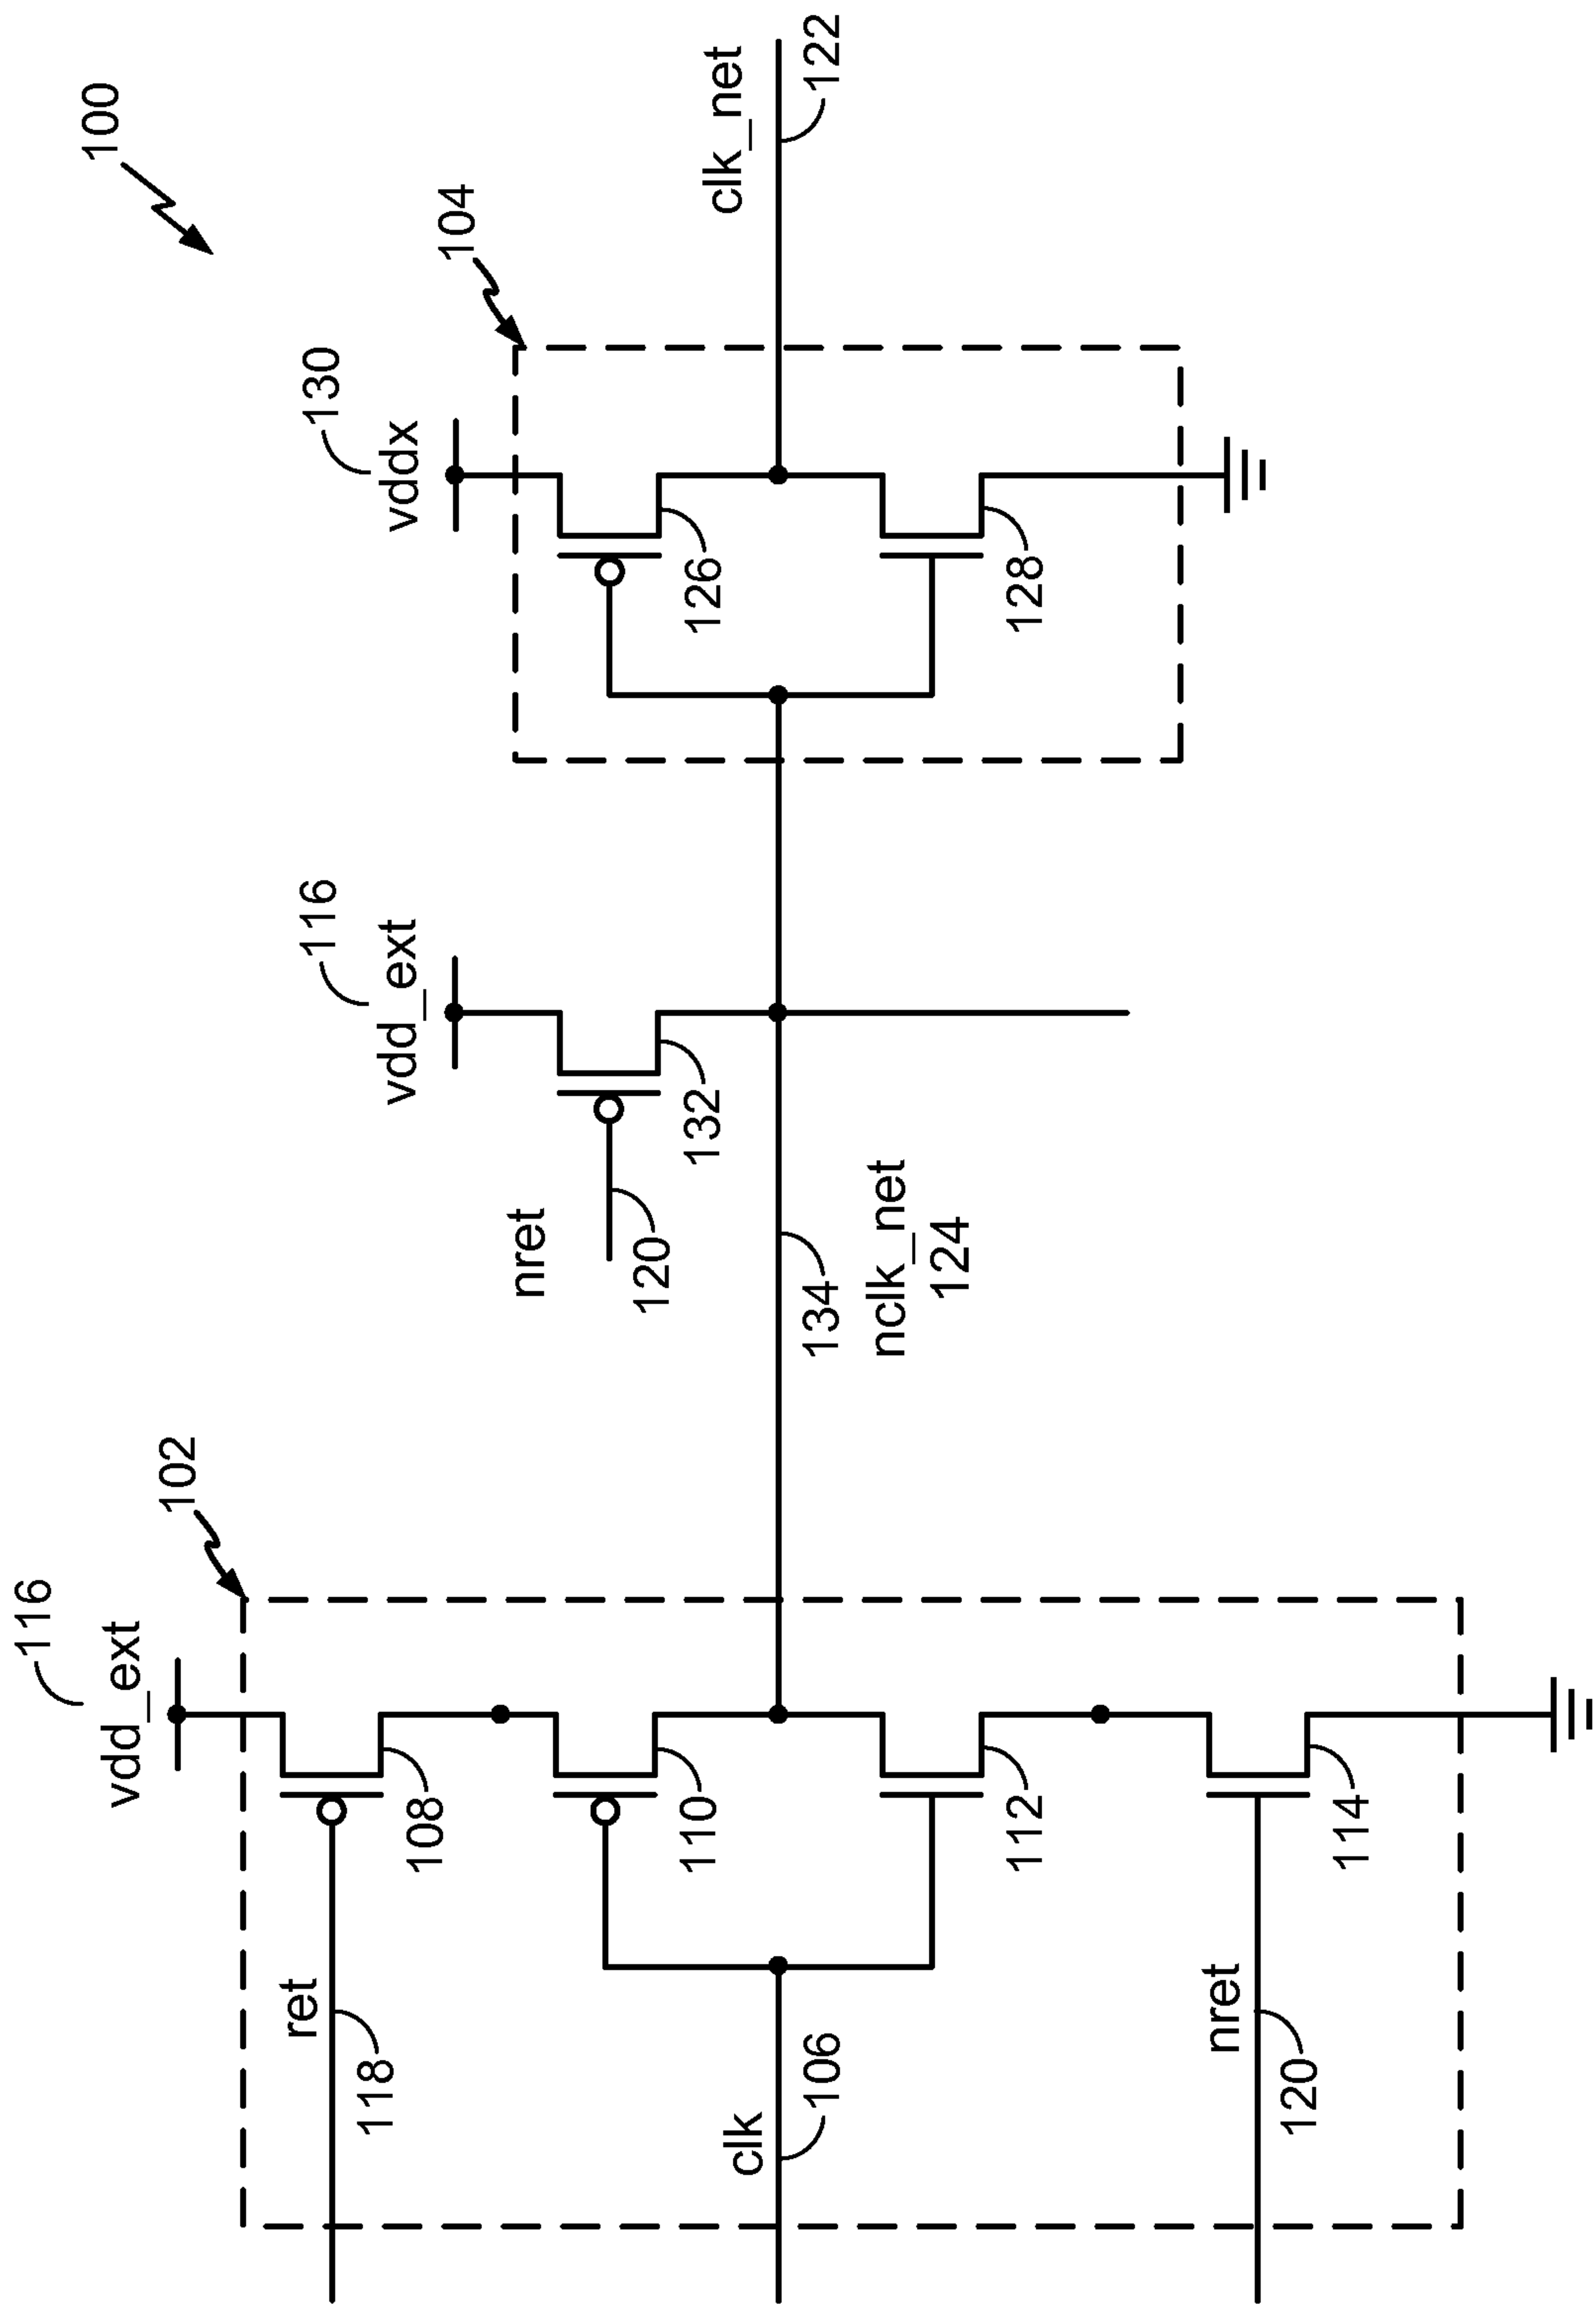 100
116
vdd_ext
102
116
vdd_ext
130
vddx
104
ret
118
108
nret
120
132
126
clk
106
110
134
nclk_net
124
clk_net
122
112
128
nret
120
114